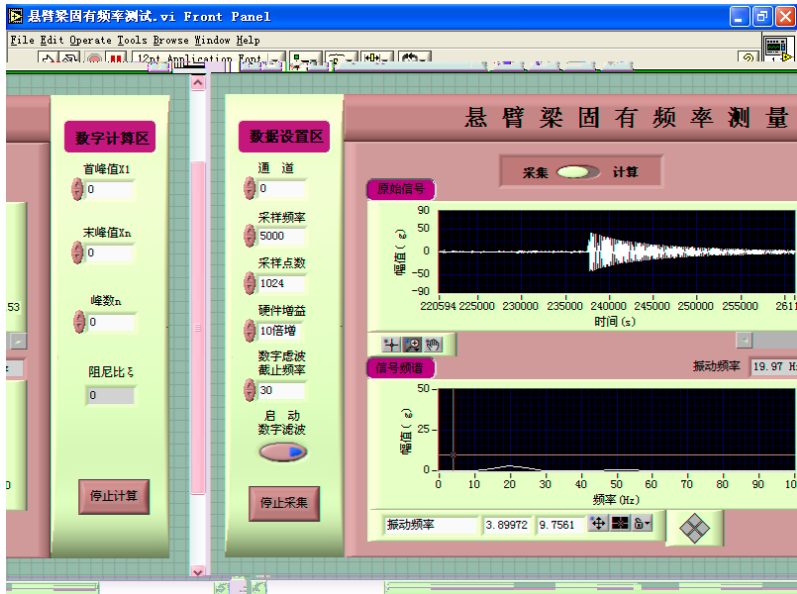 悬臂梁固有频率测试.vi Front Panel
File Edit Operate Tools Browse Window Help
12pt Application Font
数字计算区
首峰值X1
0
末峰值Xn
0
峰数n
0
阻尼比ξ
0
停止计算
53
数据设置区
通 道
0
采样频率
5000
采样点数
1024
硬件增益
10倍增
数字虑波
截止频率
30
启 动
数字滤波
停止采集
悬臂梁固有频率测量
采集 计算
原始信号
幅值(g)
90
50
0
-50
-90
220594 225000 230000 235000 240000 245000 250000 255000 2611
时间(s)
信号频谱
振动频率 19.97 H
幅值(g)
50
25
0
0 10 20 30 40 50 60 70 80 90 10
频率(Hz)
振动频率 3.89972 9.7561